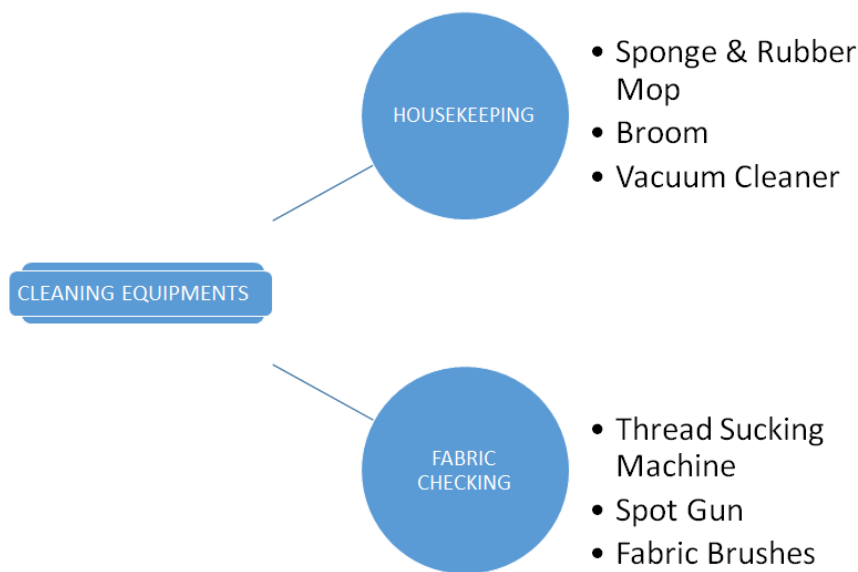 CLEANING EQUIPMENTS
HOUSEKEEPING
• Sponge & Rubber
Mop
• Broom
• Vacuum Cleaner
FABRIC
CHECKING
• Thread Sucking
Machine
• Spot Gun
• Fabric Brushes